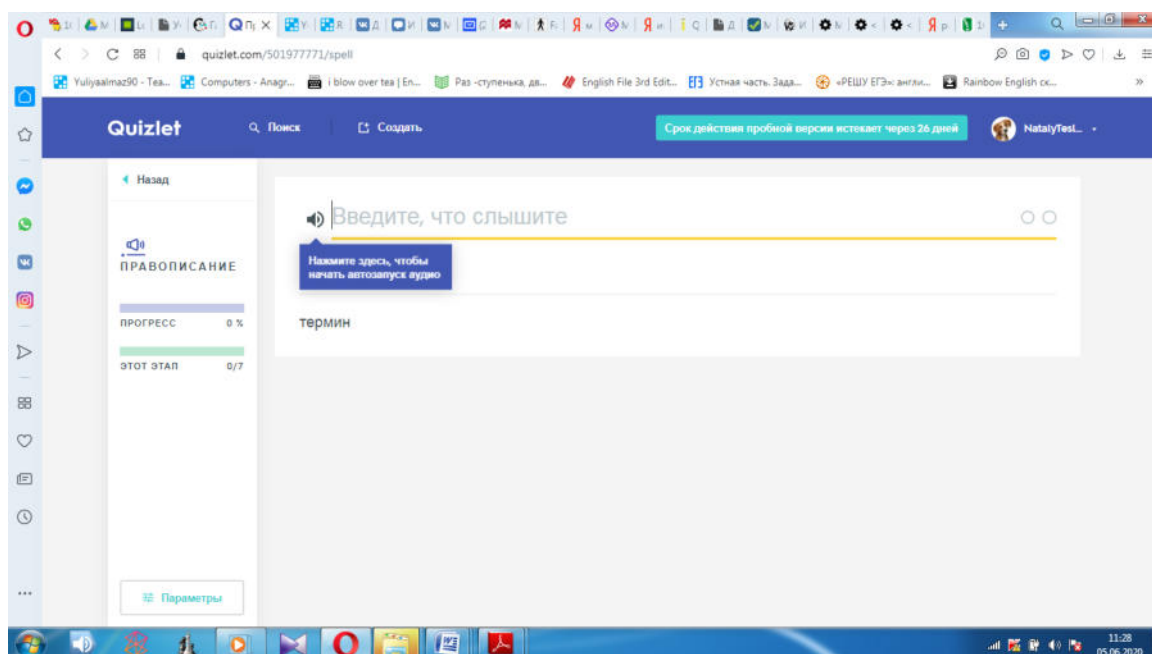 quizlet.com/501977771/spell
Yuliyaalmaz90 - Tea... Computers - Anagr... i blow over tea | En... Раз -ступенька, дв... English File 3rd Edit... Устная часть. Зада... «РЕШУ ЕГЭ»: англи... Rainbow English ск... »
Quizlet Поиск Создать Срок действия пробной версии истекает через 26 дней NatalyTesl...
Назад
Введите, что слышите
Нажмите здесь, чтобы
начать автозапуск аудио
ПРАВОПИСАНИЕ
ПРОГРЕСС 0 %
термин
ЭТОТ ЭТАП 0/7
Параметры
11:28
05.06.2020